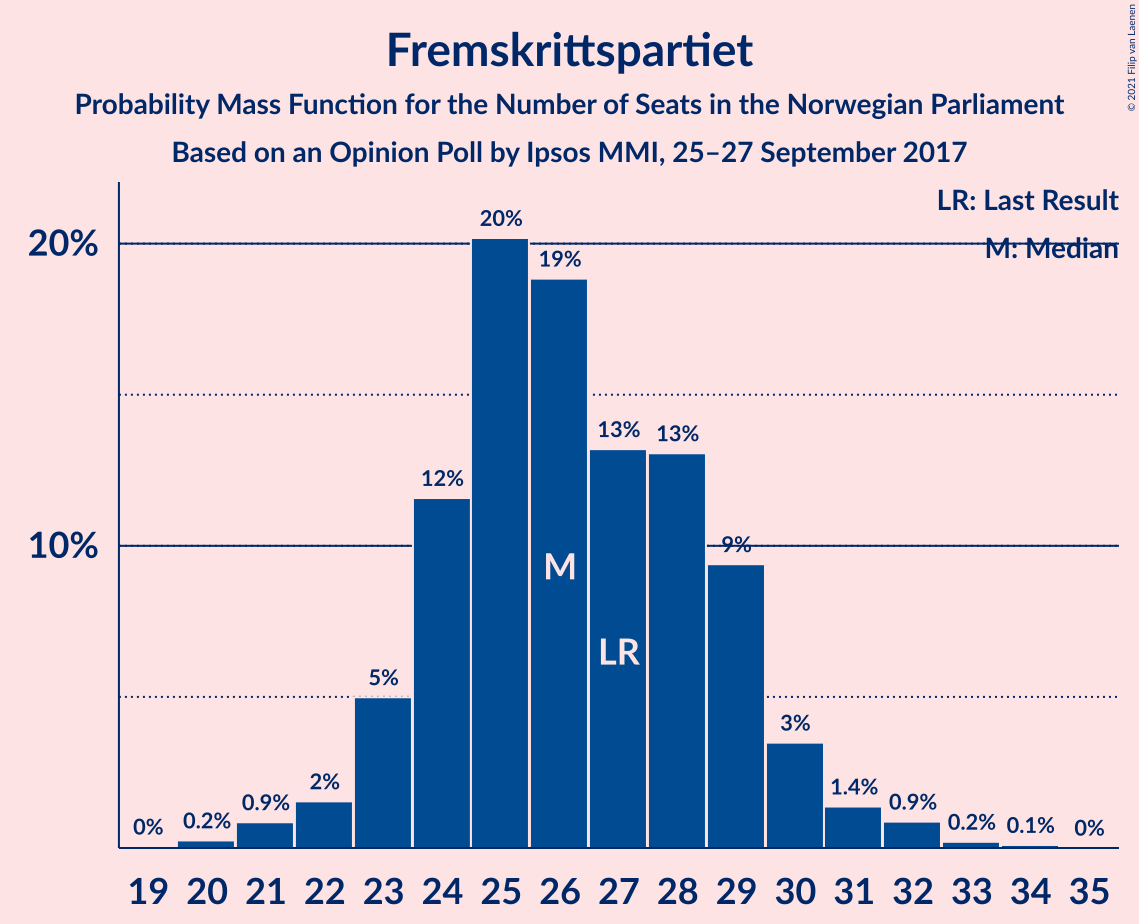 Fremskrittspartiet
Probability Mass Function for the Number of Seats in the Norwegian Parliament
Based on an Opinion Poll by Ipsos MMI, 25–27 September 2017
© 2021 Filip van Laenen
LR: Last Result
M: Median
20%
10%
0%
0.2%
0.9%
2%
5%
12%
20%
19%
13%
13%
9%
3%
1.4%
0.9%
0.2%
0.1%
0%
M
LR
19 20 21 22 23 24 25 26 27 28 29 30 31 32 33 34 35